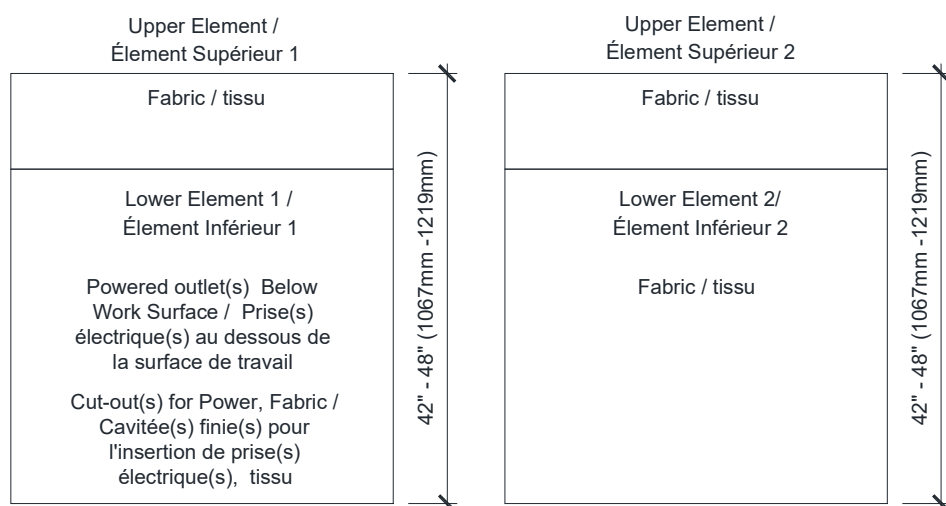 Upper Element /
Élement Supérieur 1
Fabric / tissu
Lower Element 1 /
Élement Inférieur 1
Powered outlet(s)  Below
Work Surface /  Prise(s)
électrique(s) au dessous de
la surface de travail
Cut-out(s) for Power, Fabric /
Cavitée(s) finie(s) pour
l'insertion de prise(s)
électrique(s),  tissu
42" - 48" (1067mm -1219mm)
Upper Element /
Élement Supérieur 2
Fabric / tissu
Lower Element 2/
Élement Inférieur 2
Fabric / tissu
42" - 48" (1067mm -1219mm)